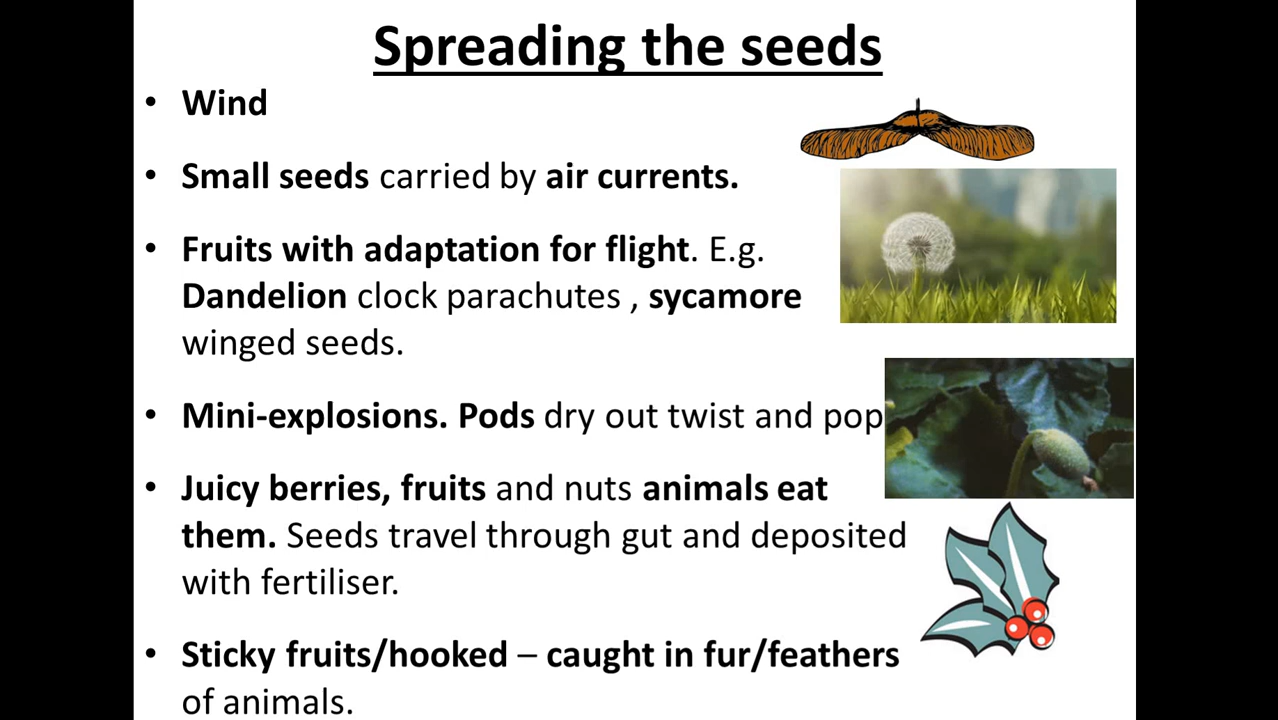 Spreading the seeds
• Wind
• Small seeds carried by air currents.
• Fruits with adaptation for flight. E.g.
Dandelion clock parachutes , sycamore
winged seeds.
• Mini-explosions. Pods dry out twist and pop
• Juicy berries, fruits and nuts animals eat
them. Seeds travel through gut and deposited
with fertiliser.
• Sticky fruits/hooked – caught in fur/feathers
of animals.